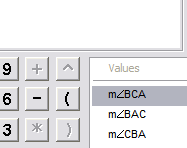 Values
9 + ^
m∠BCA
6 - (
m∠BAC
3 * )
m∠CBA